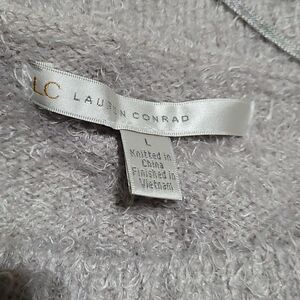 LC LAUREN CONRAD
L
Knitted in
China
Finished in
Vietnam